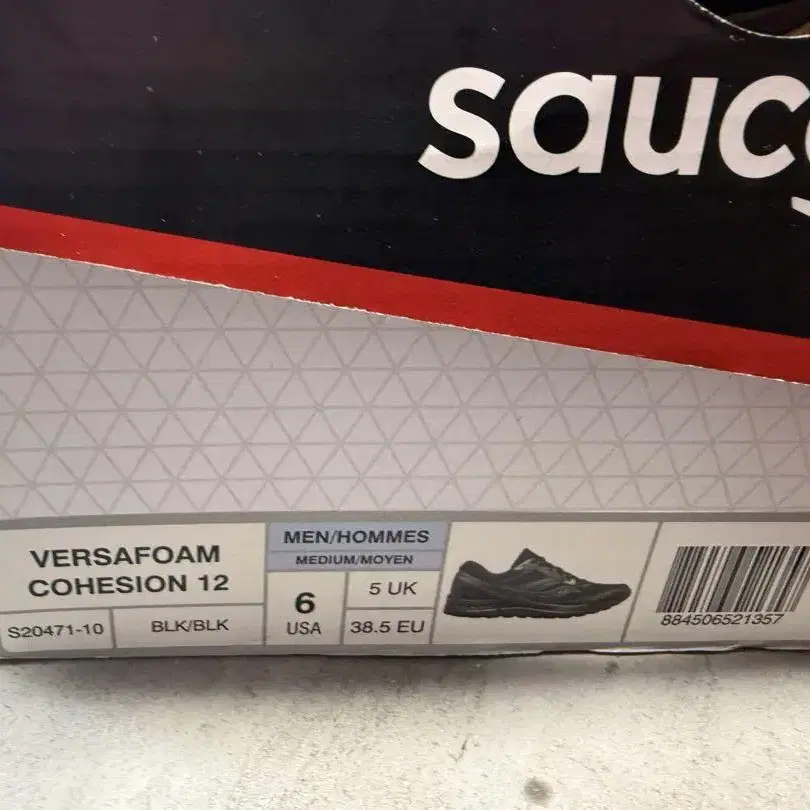 sauc
VERSAFOAM
COHESION 12
S20471-10
BLK/BLK
MEN/HOMMES
MEDIUM/MOYEN
6
USA
5 UK
38.5 EU
884506521357